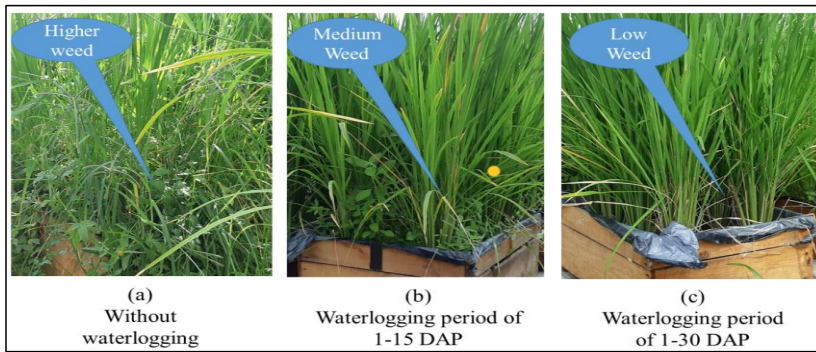 Higher
weed
Medium
Weed
Low
Weed
(a)
Without
waterlogging
(b)
Waterlogging period of
1-15 DAP
(c)
Waterlogging period
of 1-30 DAP